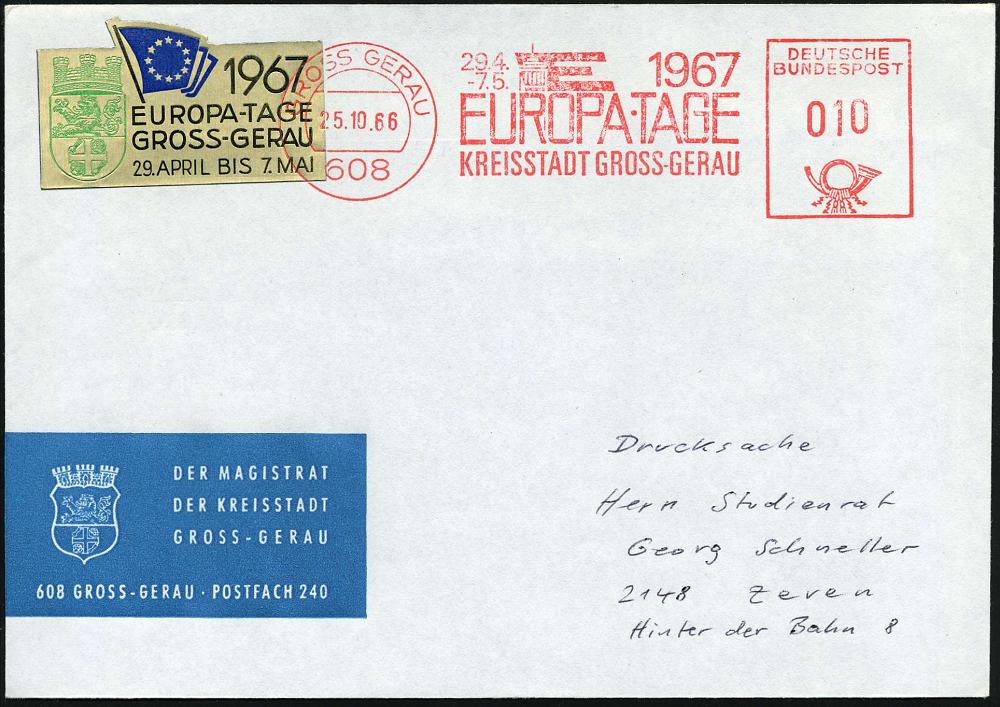 1967
EUROPA-TAGE
GROSS-GERAU
29. APRIL BIS 7. MAI
GROSS GERAU
25.10.66
608
29.4.
-7.5.
1967
EUROPA·TAGE
KREISSTADT GROSS-GERAU
DEUTSCHE
BUNDESPOST
010
DER MAGISTRAT
DER KREISSTADT
GROSS-GERAU
608 GROSS-GERAU · POSTFACH 240
Drucksache
Herrn Studienrat
Georg Schneller
2148 Zeven
Hinter der Bahn 8